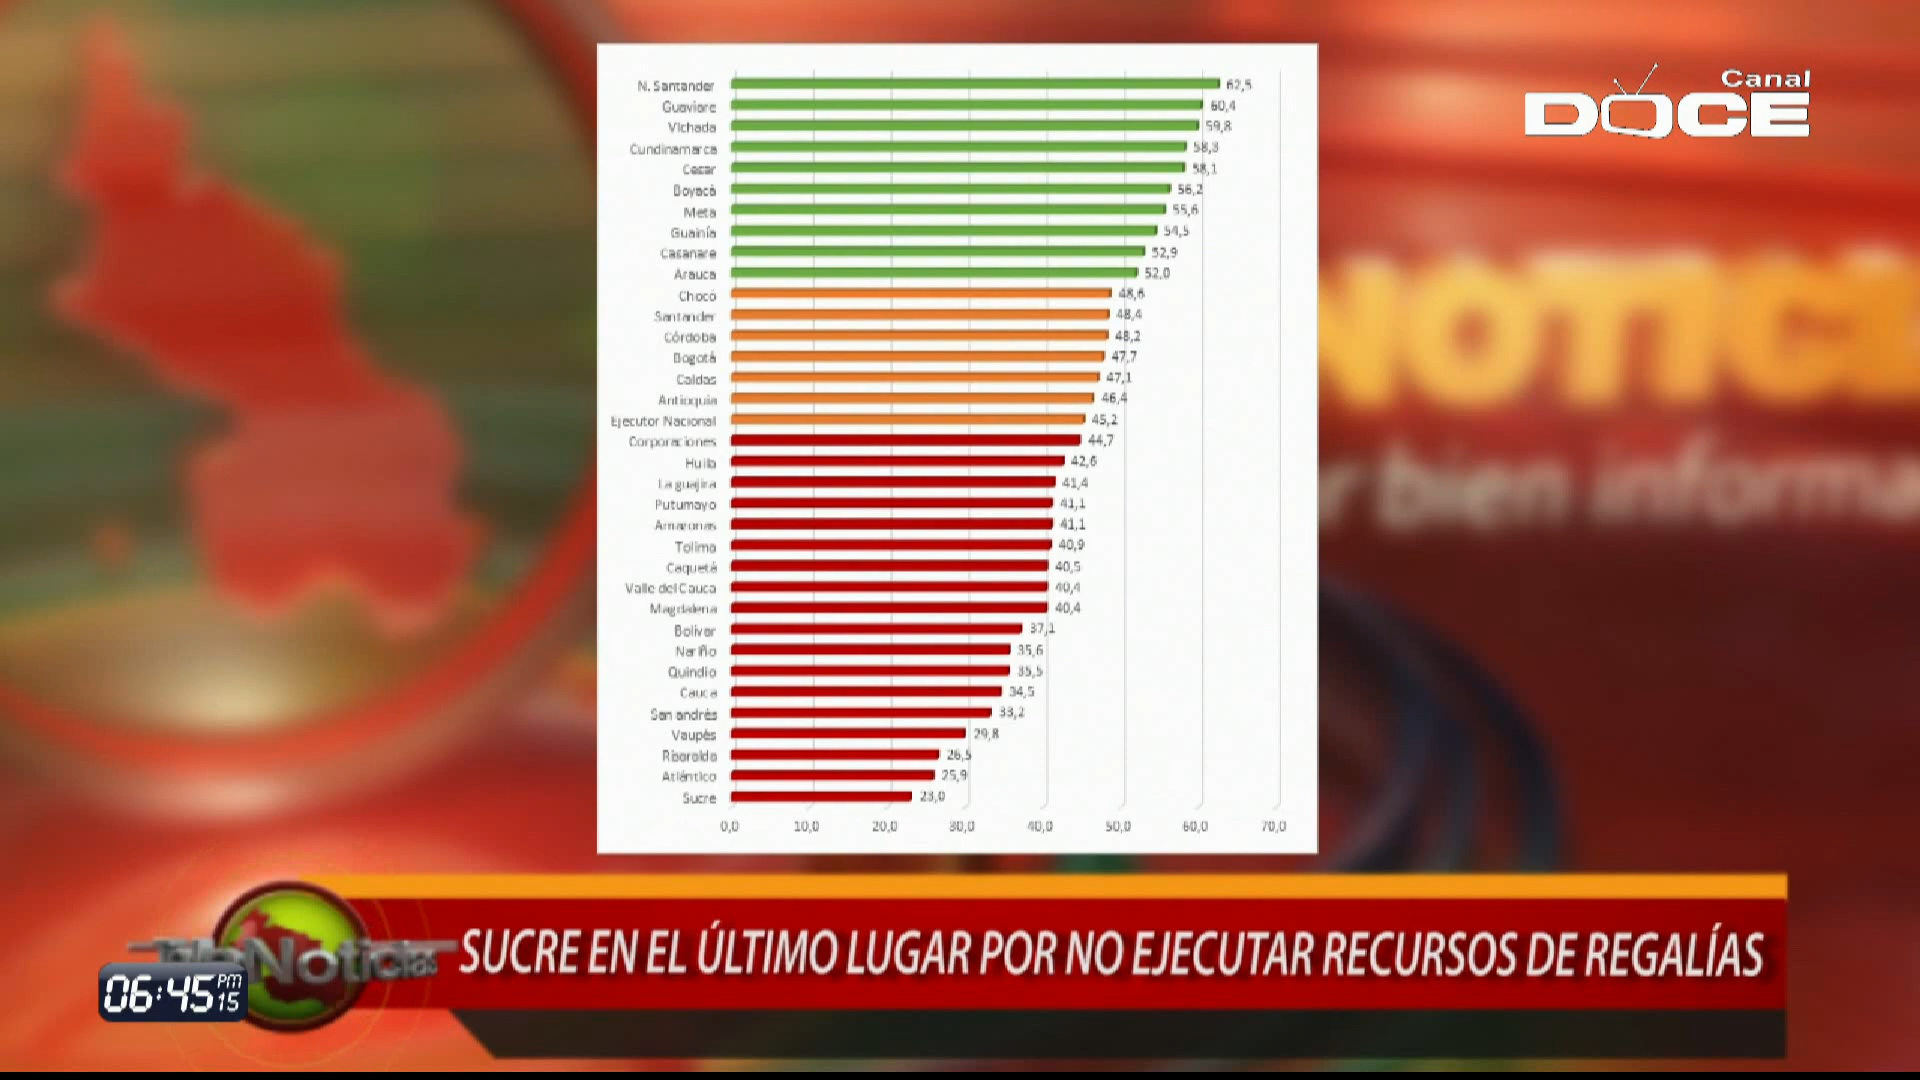 Canal
DOCE
N. Santander 62,5
Guaviare 60,4
Vichada 59,8
Cundinamarca 58,3
Cesar 58,1
Boyacá 56,2
Meta 55,6
Guainía 54,5
Casanare 52,9
Arauca 52,0
Chocó 48,6
Santander 48,4
Córdoba 48,2
Bogotá 47,7
Caldas 47,1
Antioquia 46,4
Ejecutor Nacional 45,2
Corporaciones 44,7
Huila 42,6
La guajira 41,4
Putumayo 41,1
Amazonas 41,1
Tolima 40,9
Caquetá 40,5
Valle del Cauca 40,4
Magdalena 40,4
Bolívar 37,1
Nariño 35,6
Quindío 35,5
Cauca 34,5
San andrés 33,2
Vaupés 29,8
Risaralda 26,5
Atlántico 25,9
Sucre 23,0
0,0 10,0 20,0 30,0 40,0 50,0 60,0 70,0
NOTICI
r bien informa
TeleNoticias
SUCRE EN EL ÚLTIMO LUGAR POR NO EJECUTAR RECURSOS DE REGALÍAS
06:45 PM 15